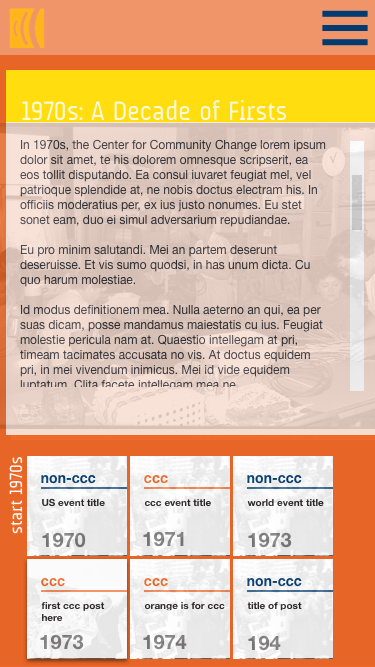 1970s: A Decade of Firsts
In 1970s, the Center for Community Change lorem ipsum
dolor sit amet, te his dolorem omnesque scripserit, ea
eos tollit disputando. Ea consul iuvaret feugiat mel, vel
patrioque splendide at, ne nobis doctus electram his. In
officiis moderatius per, ex ius justo nonumes. Eu stet
sonet eam, duo ei simul adversarium repudiandae.
Eu pro minim salutandi. Mei an partem deserunt
deseruisse. Et vis sumo quodsi, in has unum dicta. Cu
quo harum molestiae.
Id modus definitionem mea. Nulla aeterno an qui, ea per
suas dicam, posse mandamus maiestatis cu ius. Feugiat
molestie pericula nam at. Quaestio intellegam at pri,
timeam tacimates accusata no vis. At doctus equidem
pri, in mei vivendum inimicus. Mei id vide equidem
luptatum. Clita facete intellegam mea ne
start 1970s
non-ccc
US event title
1970
ccc
ccc event title
1971
non-ccc
world event title
1973
ccc
first ccc post
here
1973
ccc
orange is for ccc
1974
non-ccc
title of post
194